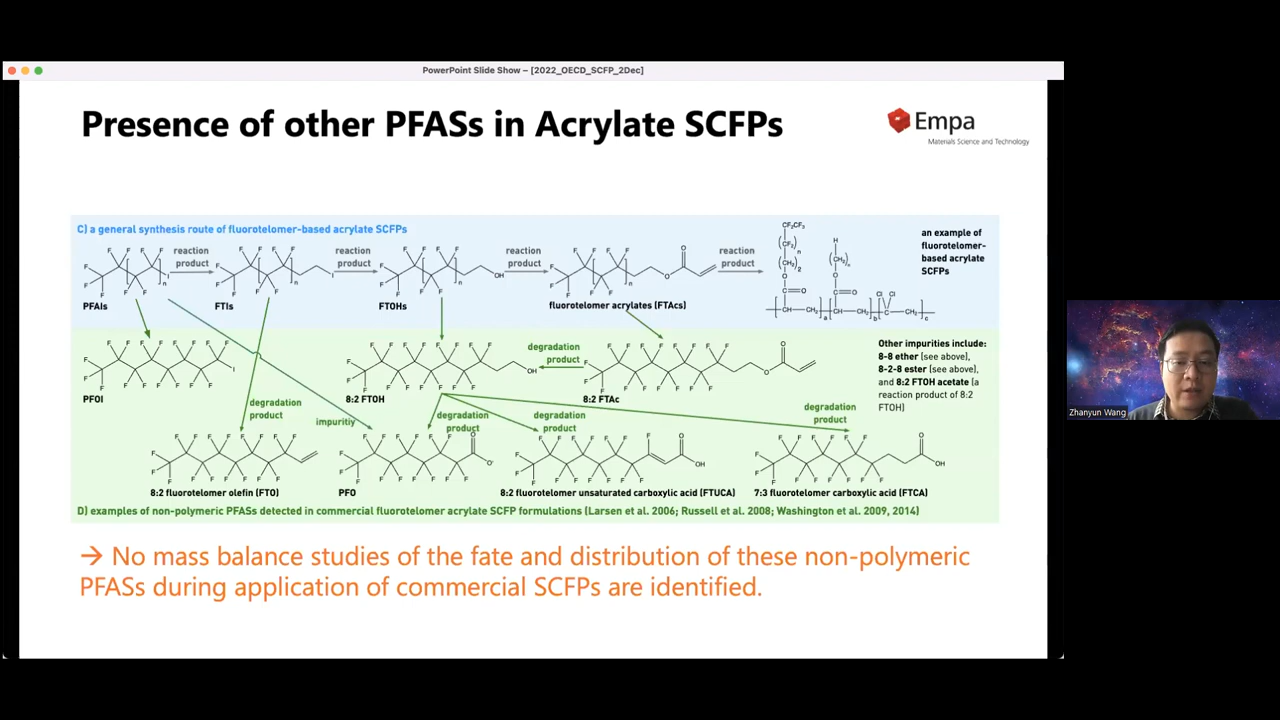 PowerPoint Slide Show – [2022_OECD_SCFP_2Dec]
Presence of other PFASs in Acrylate SCFPs
Empa
Materials Science and Technology
C) a general synthesis route of fluorotelomer-based acrylate SCFPs
reaction
product
reaction
product
reaction
product
reaction
product
an example of
fluorotelomer-
based acrylate
SCFPs
PFAIs
FTIs
FTOHs
fluorotelomer acrylates (FTAcs)
degradation
product
Other impurities include:
8-8 ether (see above),
8-2-8 ester (see above),
and 8:2 FTOH acetate (a
reaction product of 8:2
FTOH)
PFOI
8:2 FTOH
8:2 FTAc
degradation
product
impuritiy
degradation
product
degradation
product
degradation
product
8:2 fluorotelomer olefin (FTO)
PFO
8:2 fluorotelomer unsaturated carboxylic acid (FTUCA)
7:3 fluorotelomer carboxylic acid (FTCA)
D) examples of non-polymeric PFASs detected in commercial fluorotelomer acrylate SCFP formulations (Larsen et al. 2006; Russell et al. 2008; Washington et al. 2009, 2014)
→ No mass balance studies of the fate and distribution of these non-polymeric
PFASs during application of commercial SCFPs are identified.
Zhanyun Wang